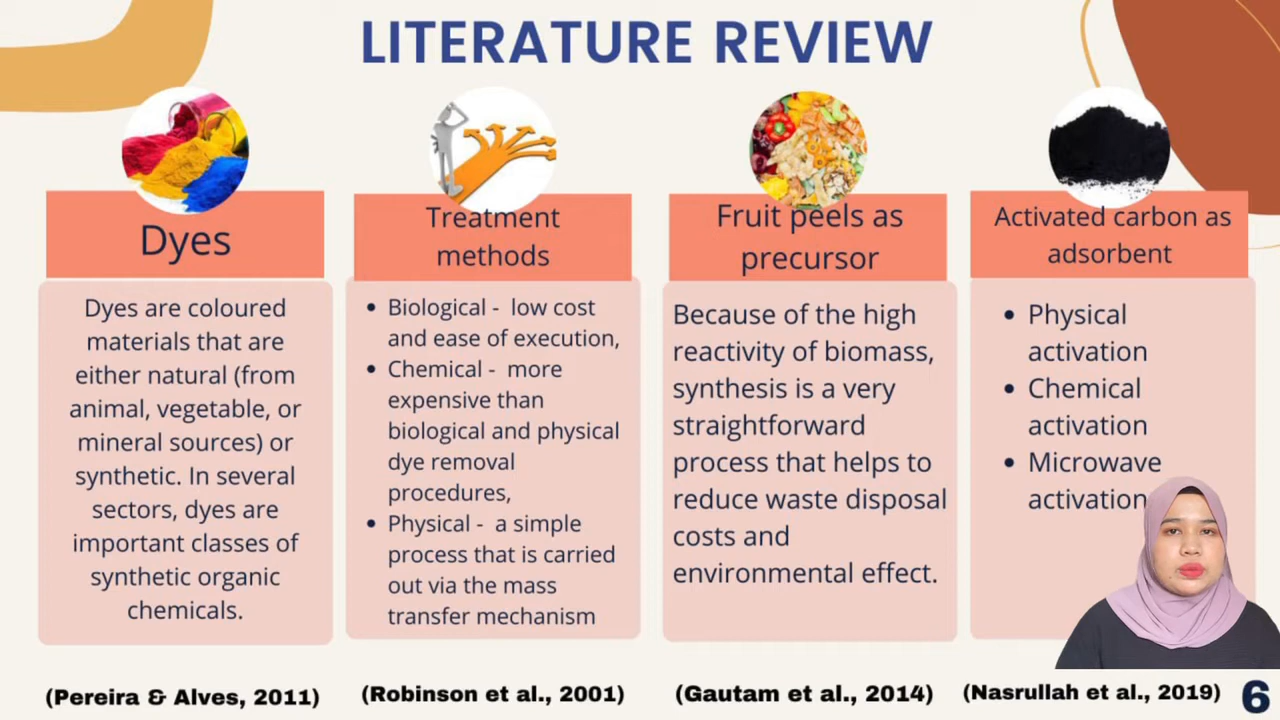 LITERATURE REVIEW
Dyes
Dyes are coloured
materials that are
either natural (from
animal, vegetable, or
mineral sources) or
synthetic. In several
sectors, dyes are
important classes of
synthetic organic
chemicals.
(Pereira & Alves, 2011)
Treatment
methods
• Biological - low cost
and ease of execution,
• Chemical - more
expensive than
biological and physical
dye removal
procedures,
• Physical - a simple
process that is carried
out via the mass
transfer mechanism
(Robinson et al., 2001)
Fruit peels as
precursor
Because of the high
reactivity of biomass,
synthesis is a very
straightforward
process that helps to
reduce waste disposal
costs and
environmental effect.
(Gautam et al., 2014)
Activated carbon as
adsorbent
• Physical
activation
• Chemical
activation
• Microwave
activation
(Nasrullah et al., 2019)
6